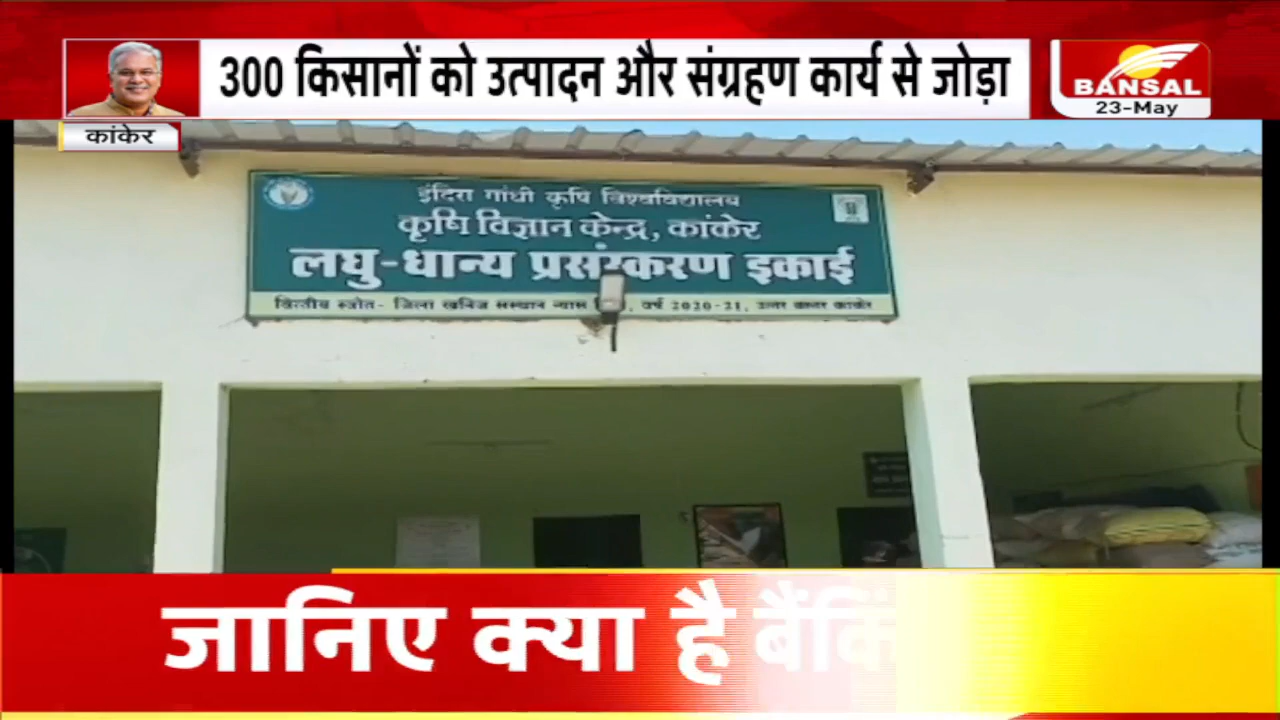 300 किसानों को उत्पादन और संग्रहण कार्य से जोड़ा
BANSAL
23-May
कांकेर
इंदिरा गांधी कृषि विश्वविद्यालय
कृषि विज्ञान केन्द्र, कांकेर
लघु-धान्य प्रसंस्करण इकाई
वित्तीय स्त्रोत- जिला खनिज संस्थान न्यास वर्ष 2020-21, उत्तर बस्तर कांकेर
जानिए क्या है